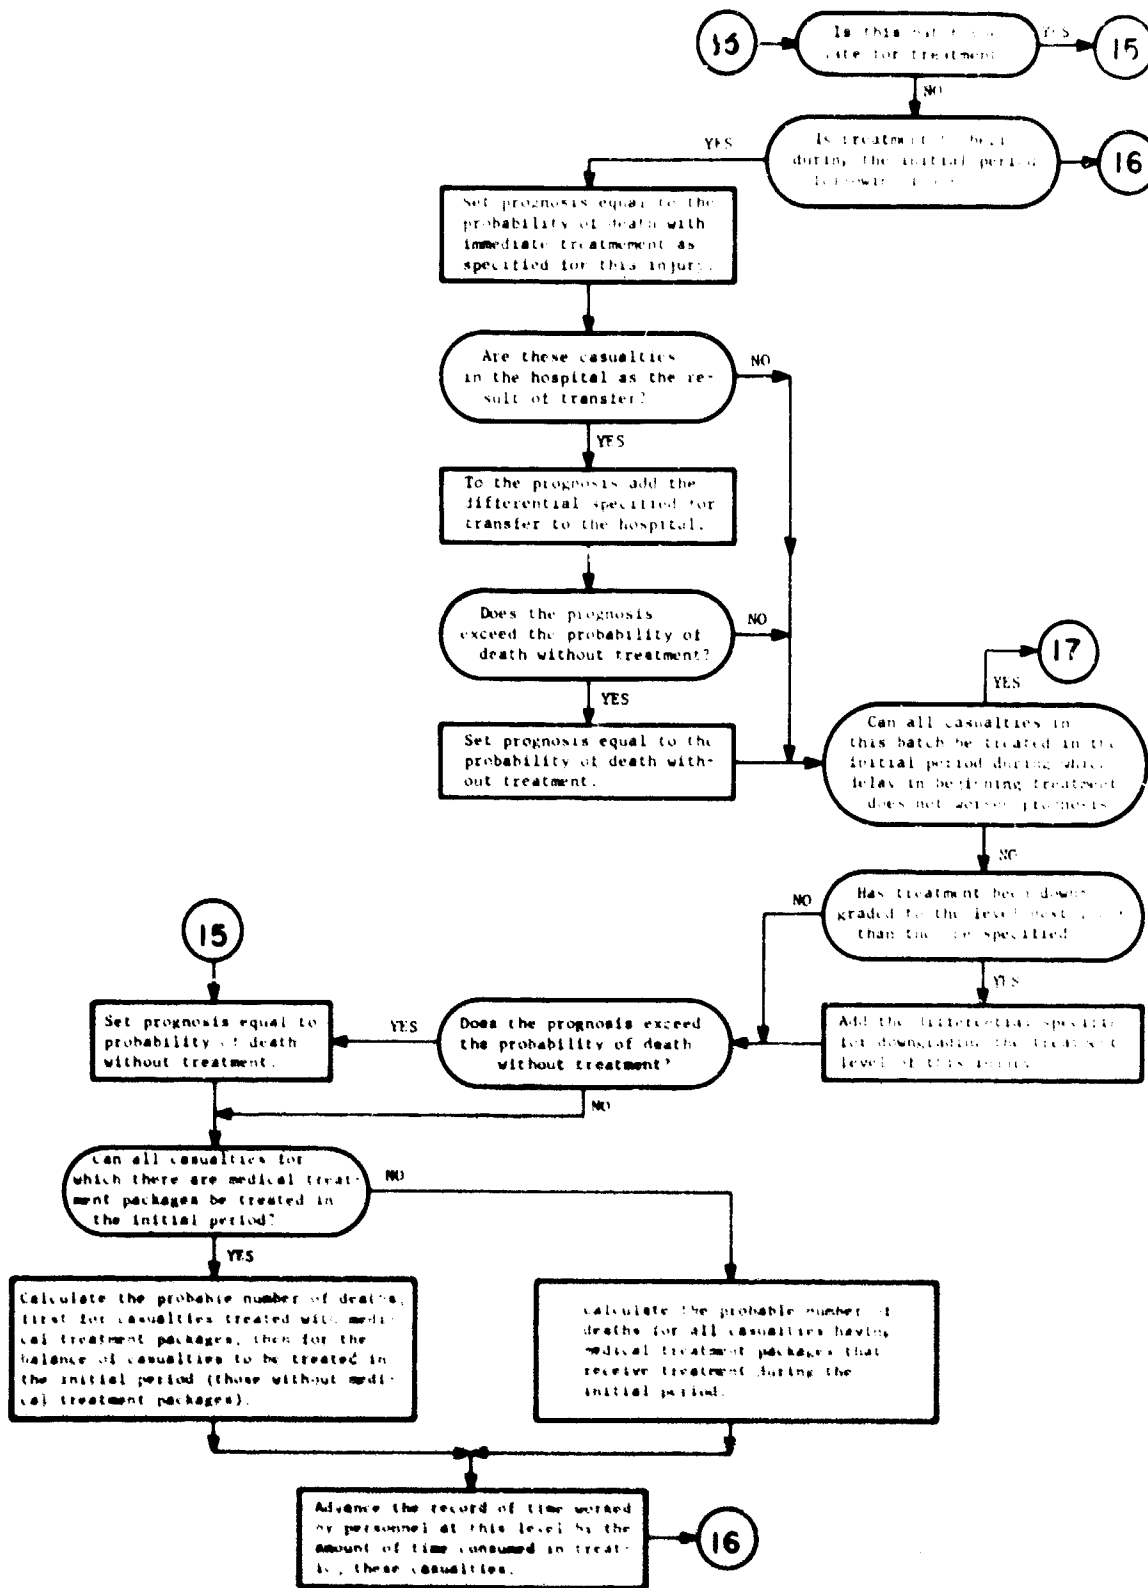 Is this
YES
for treatment
15
NO
Is treatment
YES
during the initial period
16
Set prognosis equal to the
probability of death with
immediate treatmement as
specified for this injury.
Are these casualties
NO
in the hospital as the re-
sult of transfer?
YES
To the prognosis add the
differential specified for
transfer to the hospital.
Does the prognosis
NO
exceed the probability of
death without treatment?
17
YES
YES
Set prognosis equal to the
probability of death with-
out treatment.
Can all casualties in
this batch be treated in the
initial period during which
delay in beginning treatment
does not worsen prognosis
NO
Has treatment been down
NO
graded to the level next
than the specified
15
YES
Set prognosis equal to
probability of death
without treatment.
YES
Does the prognosis exceed
the probability of death
without treatment?
Add the differential
for downgrading the treatment
level of this
NO
Can all casualties for
which there are medical treat-
ment packages be treated in
the initial period?
NO
YES
Calculate the probable number of deaths,
first for casualties treated with medi-
cal treatment packages, then for the
balance of casualties to be treated in
the initial period (those without medi-
cal treatment packages).
Calculate the probable number of
deaths for all casualties having
medical treatment packages that
receive treatment during the
initial period.
Advance the record of time worked
by personnel at this level by the
amount of time consumed in treat-
these casualties.
16